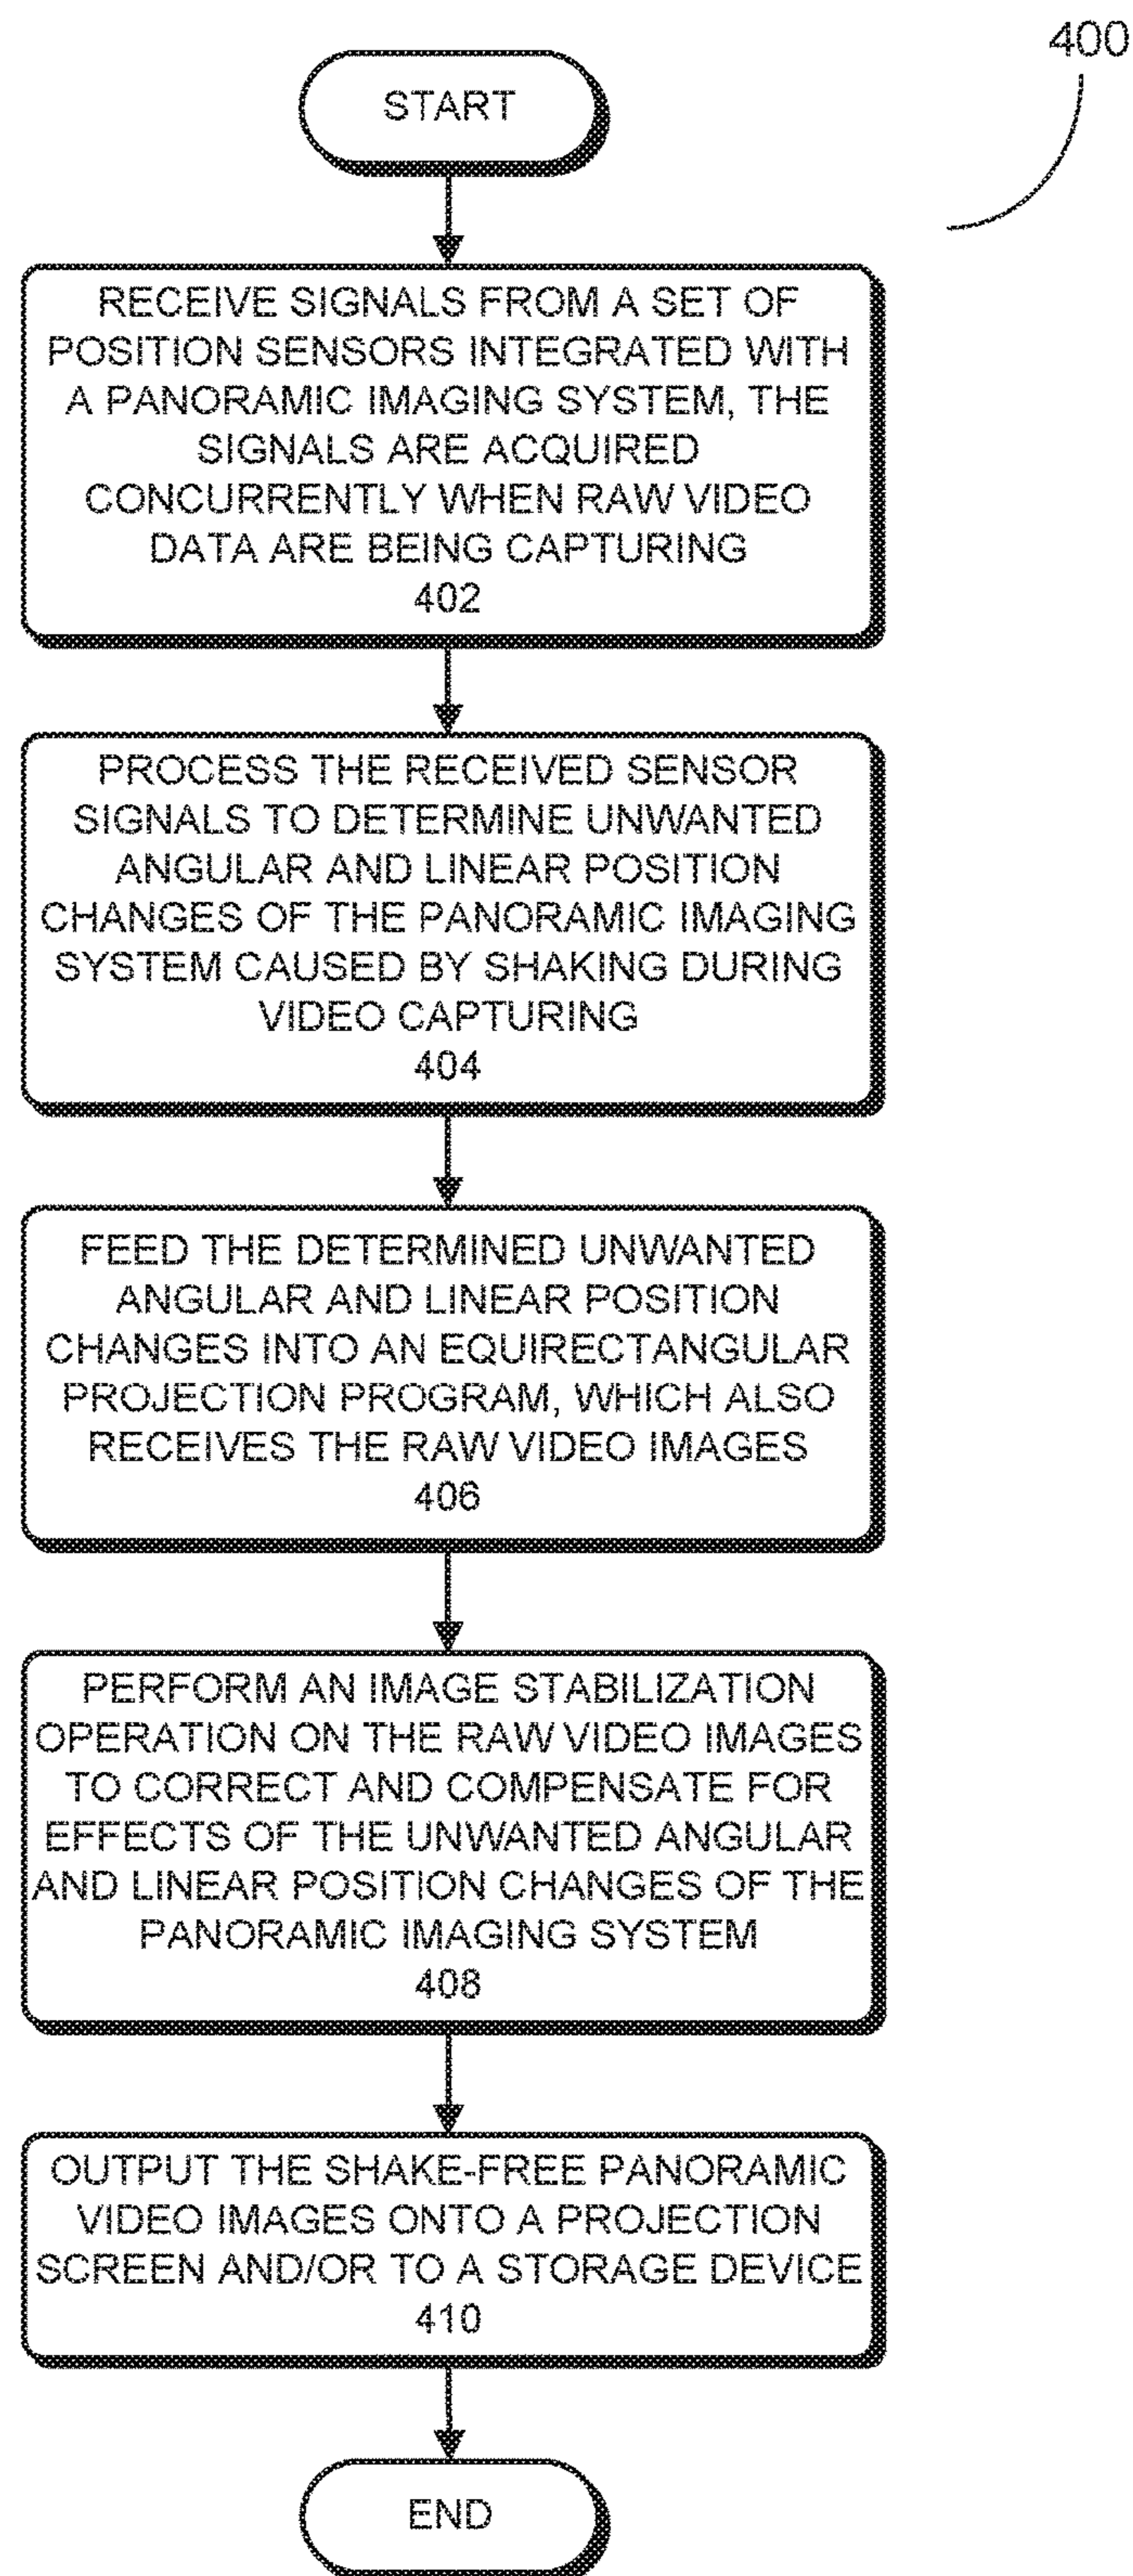 400
START
RECEIVE SIGNALS FROM A SET OF
POSITION SENSORS INTEGRATED WITH
A PANORAMIC IMAGING SYSTEM, THE
SIGNALS ARE ACQUIRED
CONCURRENTLY WHEN RAW VIDEO
DATA ARE BEING CAPTURING
402
PROCESS THE RECEIVED SENSOR
SIGNALS TO DETERMINE UNWANTED
ANGULAR AND LINEAR POSITION
CHANGES OF THE PANORAMIC IMAGING
SYSTEM CAUSED BY SHAKING DURING
VIDEO CAPTURING
404
FEED THE DETERMINED UNWANTED
ANGULAR AND LINEAR POSITION
CHANGES INTO AN EQUIRECTANGULAR
PROJECTION PROGRAM, WHICH ALSO
RECEIVES THE RAW VIDEO IMAGES
406
PERFORM AN IMAGE STABILIZATION
OPERATION ON THE RAW VIDEO IMAGES
TO CORRECT AND COMPENSATE FOR
EFFECTS OF THE UNWANTED ANGULAR
AND LINEAR POSITION CHANGES OF THE
PANORAMIC IMAGING SYSTEM
408
OUTPUT THE SHAKE-FREE PANORAMIC
VIDEO IMAGES ONTO A PROJECTION
SCREEN AND/OR TO A STORAGE DEVICE
410
END